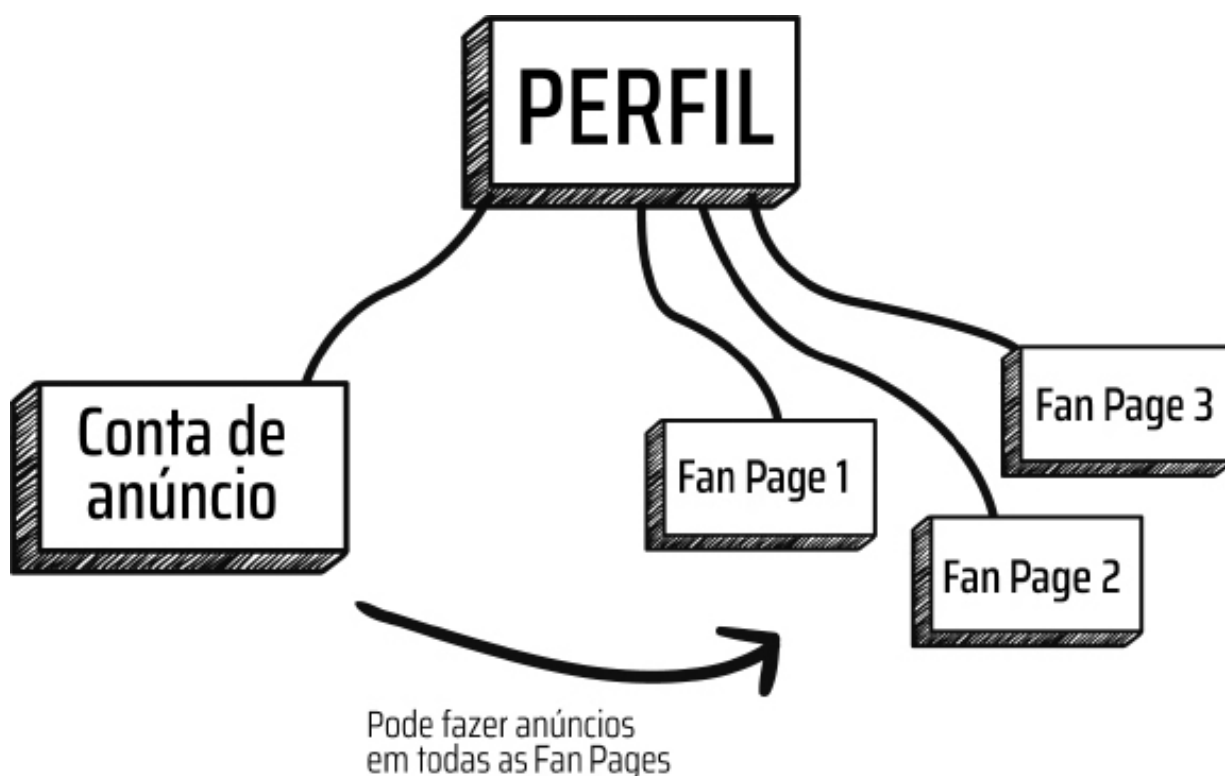 PERFIL
Conta de
anúncio
Fan Page 1
Fan Page 2
Fan Page 3
Pode fazer anúncios
em todas as Fan Pages